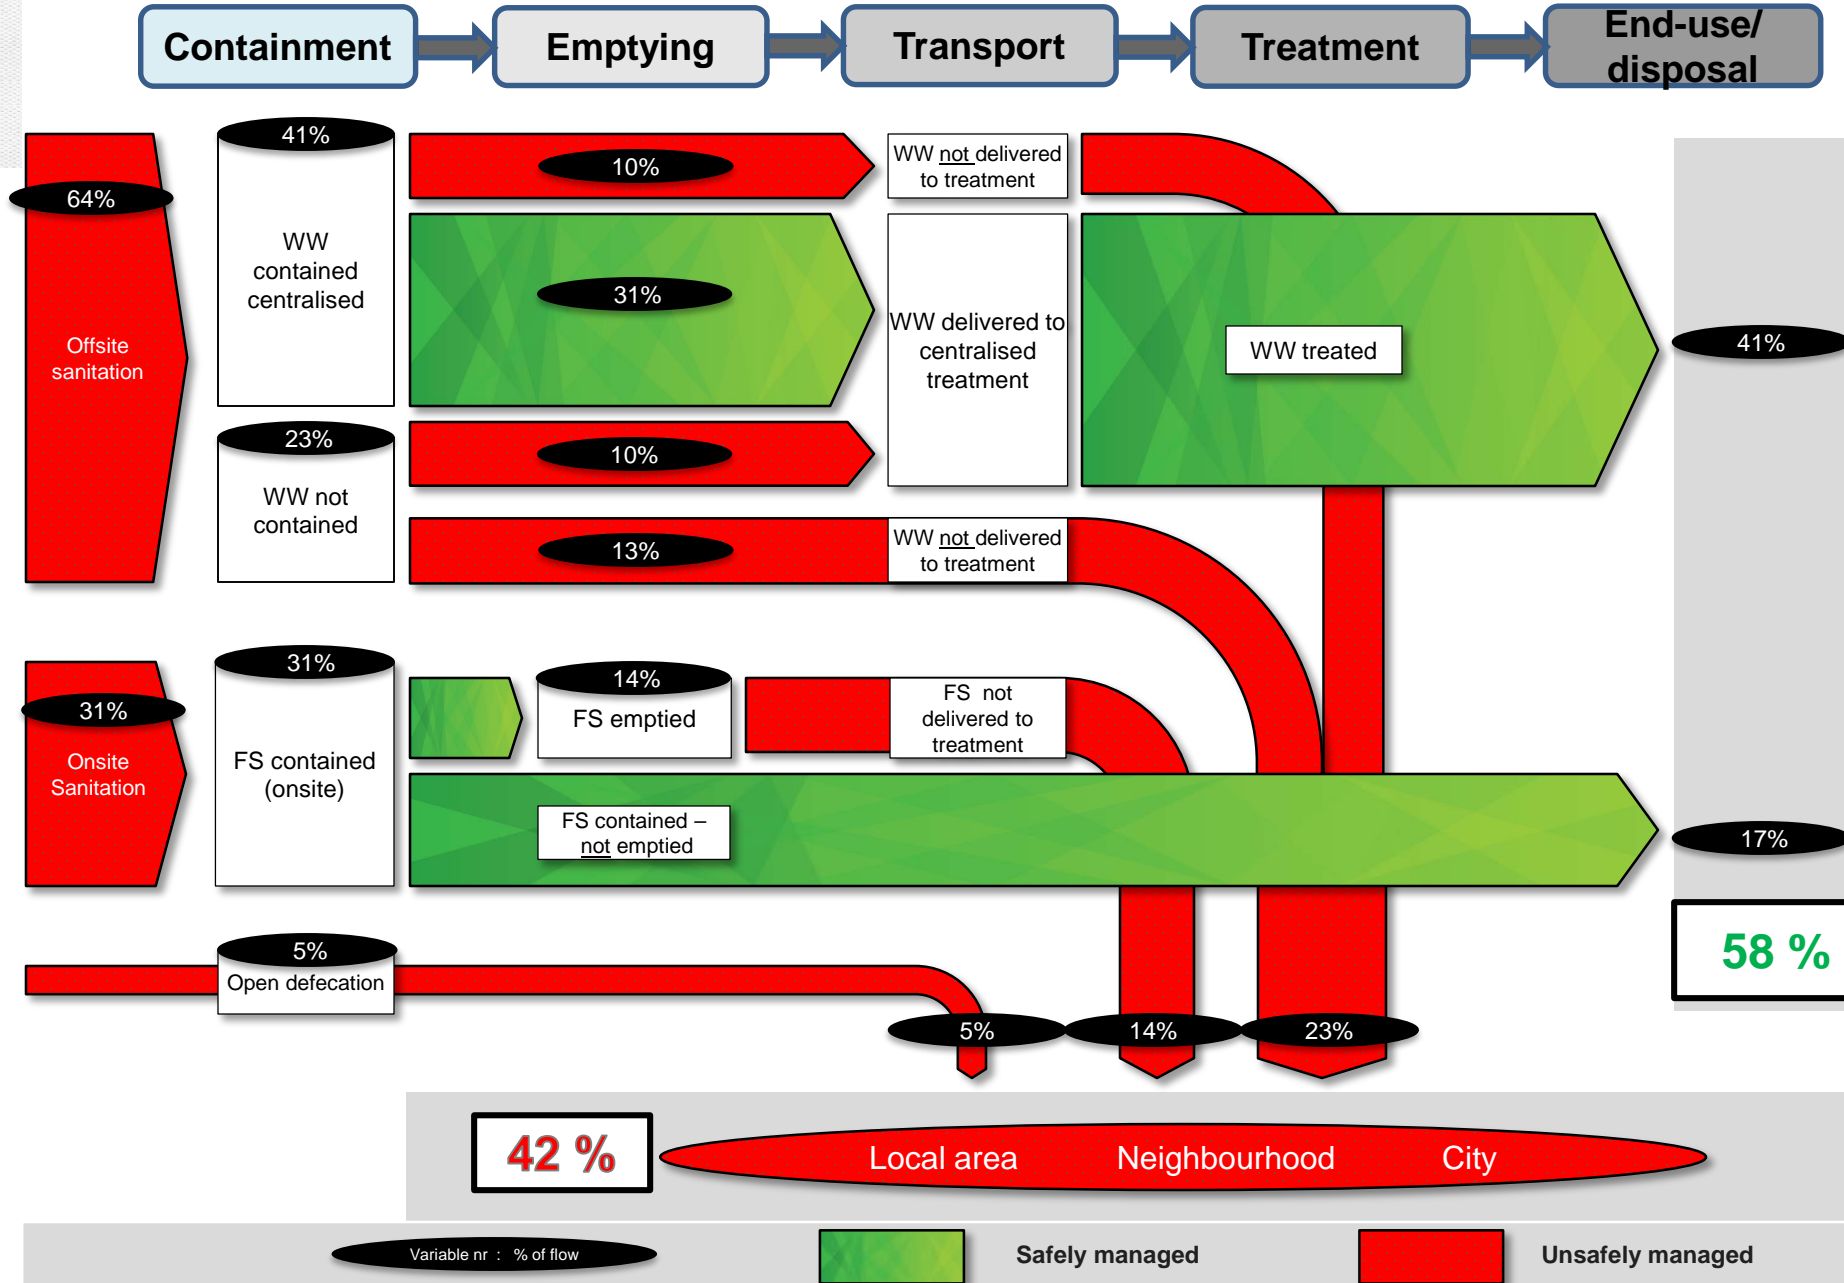 Containment
Emptying
Transport
Treatment
End-use/
disposal
64%
Offsite
sanitation
41%
WW
contained
centralised
10%
WW not delivered
to treatment
31%
WW delivered to
centralised
treatment
WW treated
41%
23%
WW not
contained
10%
13%
WW not delivered
to treatment
31%
Onsite
Sanitation
31%
FS contained
(onsite)
14%
FS emptied
FS not
delivered to
treatment
FS contained –
not emptied
17%
58 %
5%
Open defecation
5%
14%
23%
42 %
Local area
Neighbourhood
City
Variable nr : % of flow
Safely managed
Unsafely managed